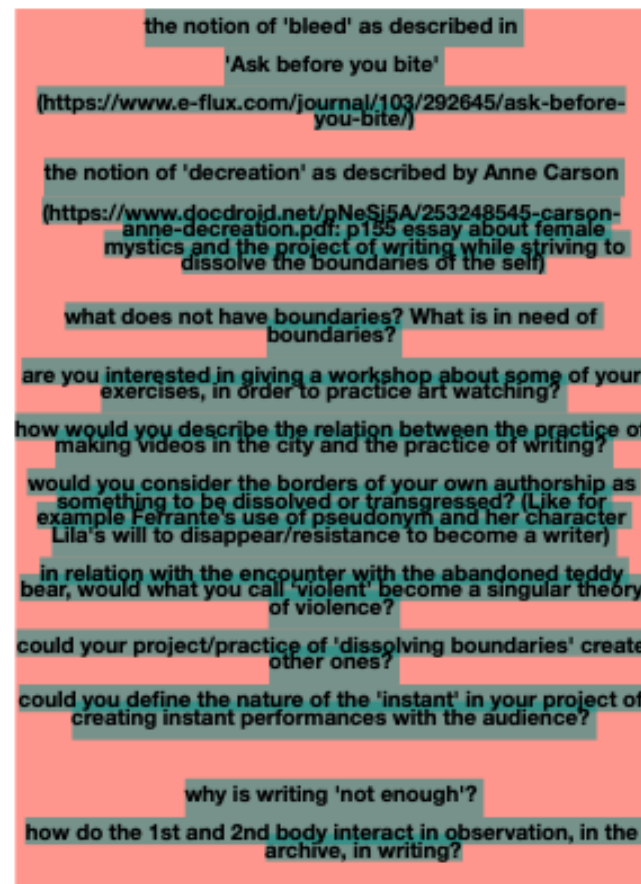 the notion of 'bleed' as described in
'Ask before you bite'
(https://www.e-flux.com/journal/103/292645/ask-before-
you-bite/)
the notion of 'decreation' as described by Anne Carson
(https://www.docdroid.net/pNeSj5A/253248545-carson-
anne-decreation.pdf: p155 essay about female
mystics and the project of writing while striving to
dissolve the boundaries of the self)
what does not have boundaries? What is in need of
boundaries?
are you interested in giving a workshop about some of your
exercises, in order to practice art watching?
how would you describe the relation between the practice of
making videos in the city and the practice of writing?
would you consider the borders of your own authorship as
something to be dissolved or transgressed? (Like for
example Ferrante's use of pseudonym and her character
Lila's will to disappear/resistance to become a writer)
in relation with the encounter with the abandoned teddy
bear, would what you call 'violent' become a singular theory
of violence?
could your project/practice of 'dissolving boundaries' create
other ones?
could you define the nature of the 'instant' in your project of
creating instant performances with the audience?
why is writing 'not enough'?
how do the 1st and 2nd body interact in observation, in the
archive, in writing?